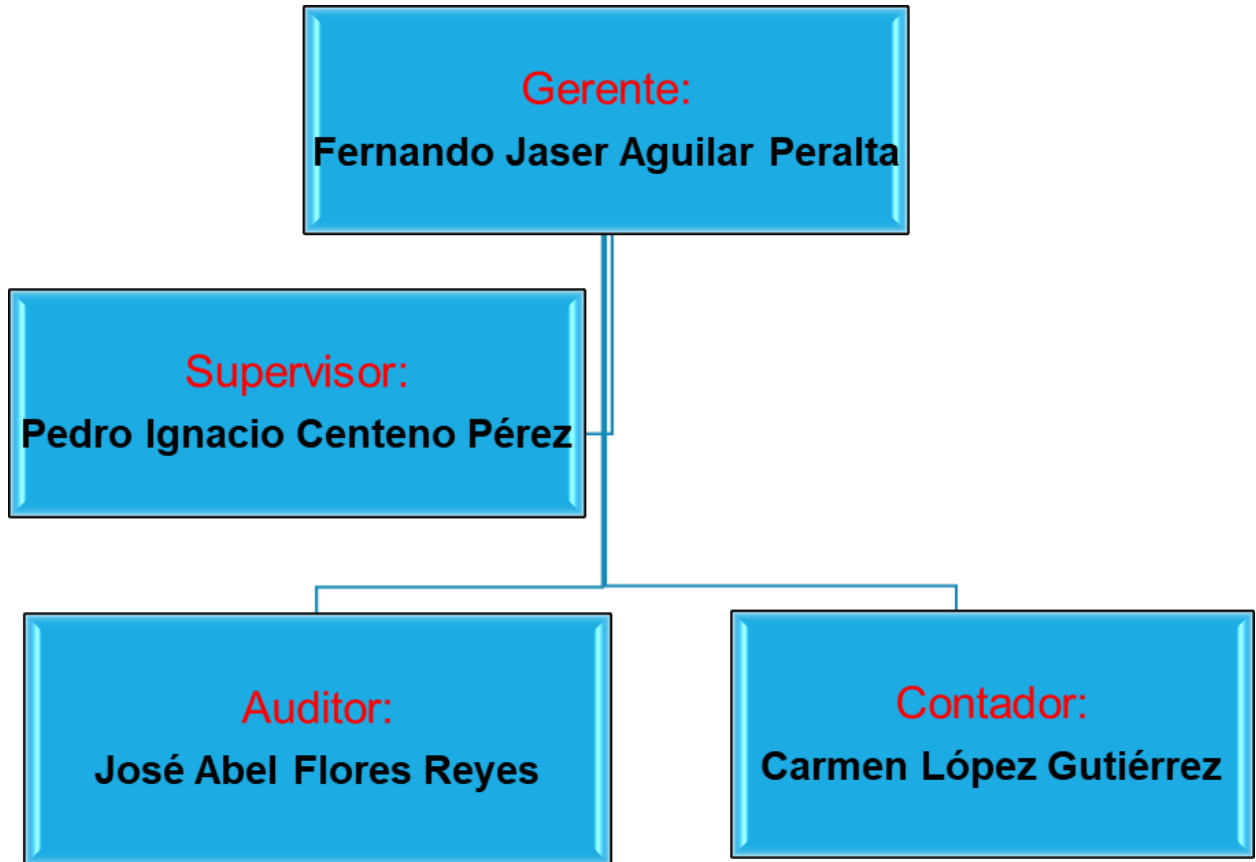 Gerente:
Fernando Jaser Aguilar Peralta
Supervisor:
Pedro Ignacio Centeno Pérez
Auditor:
José Abel Flores Reyes
Contador:
Carmen López Gutiérrez